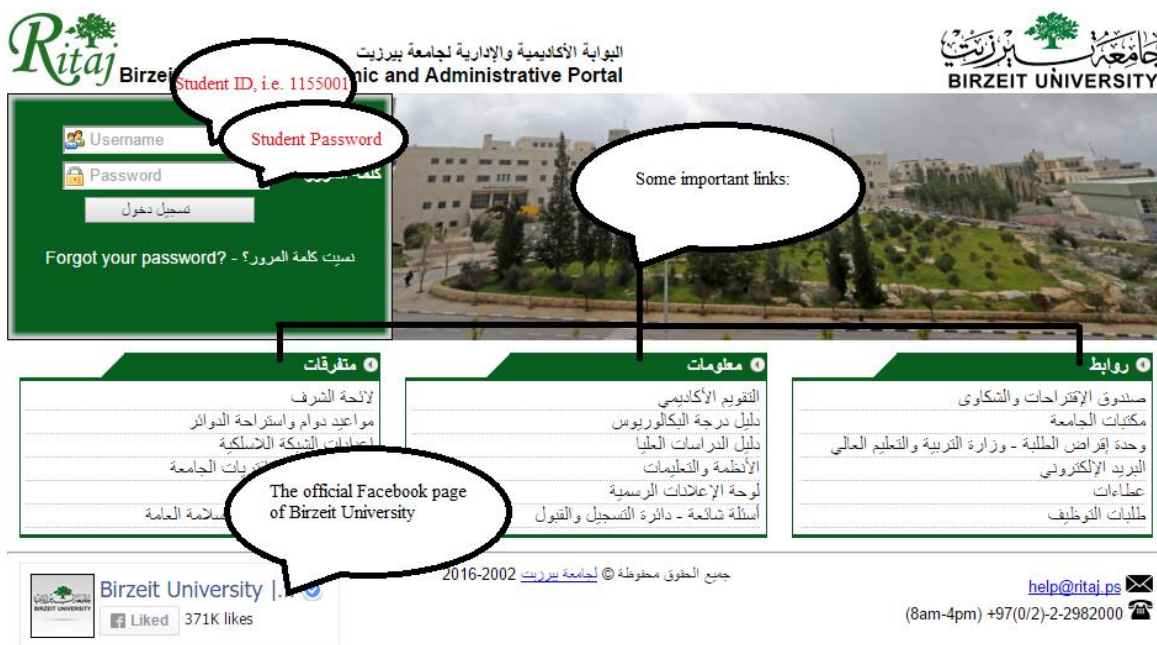 Ritaj
البوابة الأكاديمية والإدارية لجامعة بيرزيت
and Administrative Portal
جامعة بيرزيت
BIRZEIT UNIVERSITY
Student ID, i.e. 1155001
Username
Student Password
Password
تسجيل دخول
Forgot your password? - نسيت كلمة المرور؟
Some important links:
روابط
صندوق الإقتراحات والشكاوى
مكتبات الجامعة
وحدة إقراض الطلبة - وزارة التربية والتعليم العالي
البريد الإلكتروني
عطاءات
طلبات التوظيف
معلومات
التقويم الأكاديمي
دليل درجة البكالوريوس
دليل الدراسات العليا
الأنظمة والتعليمات
لوحة الإعلانات الرسمية
أسئلة شائعة - دائرة التسجيل والقبول
متفرقات
لائحة الشرف
مواعيد دوام واستراحة الدوائر
إعدادات الشبكة اللاسلكية
الجامعة
العامة
The official Facebook page
of Birzeit University
Birzeit University |...
Liked 371K likes
جميع الحقوق محفوظة © لجامعة بيرزيت 2002-2016
help@ritaj.ps
(8am-4pm) +97(0/2)-2-2982000